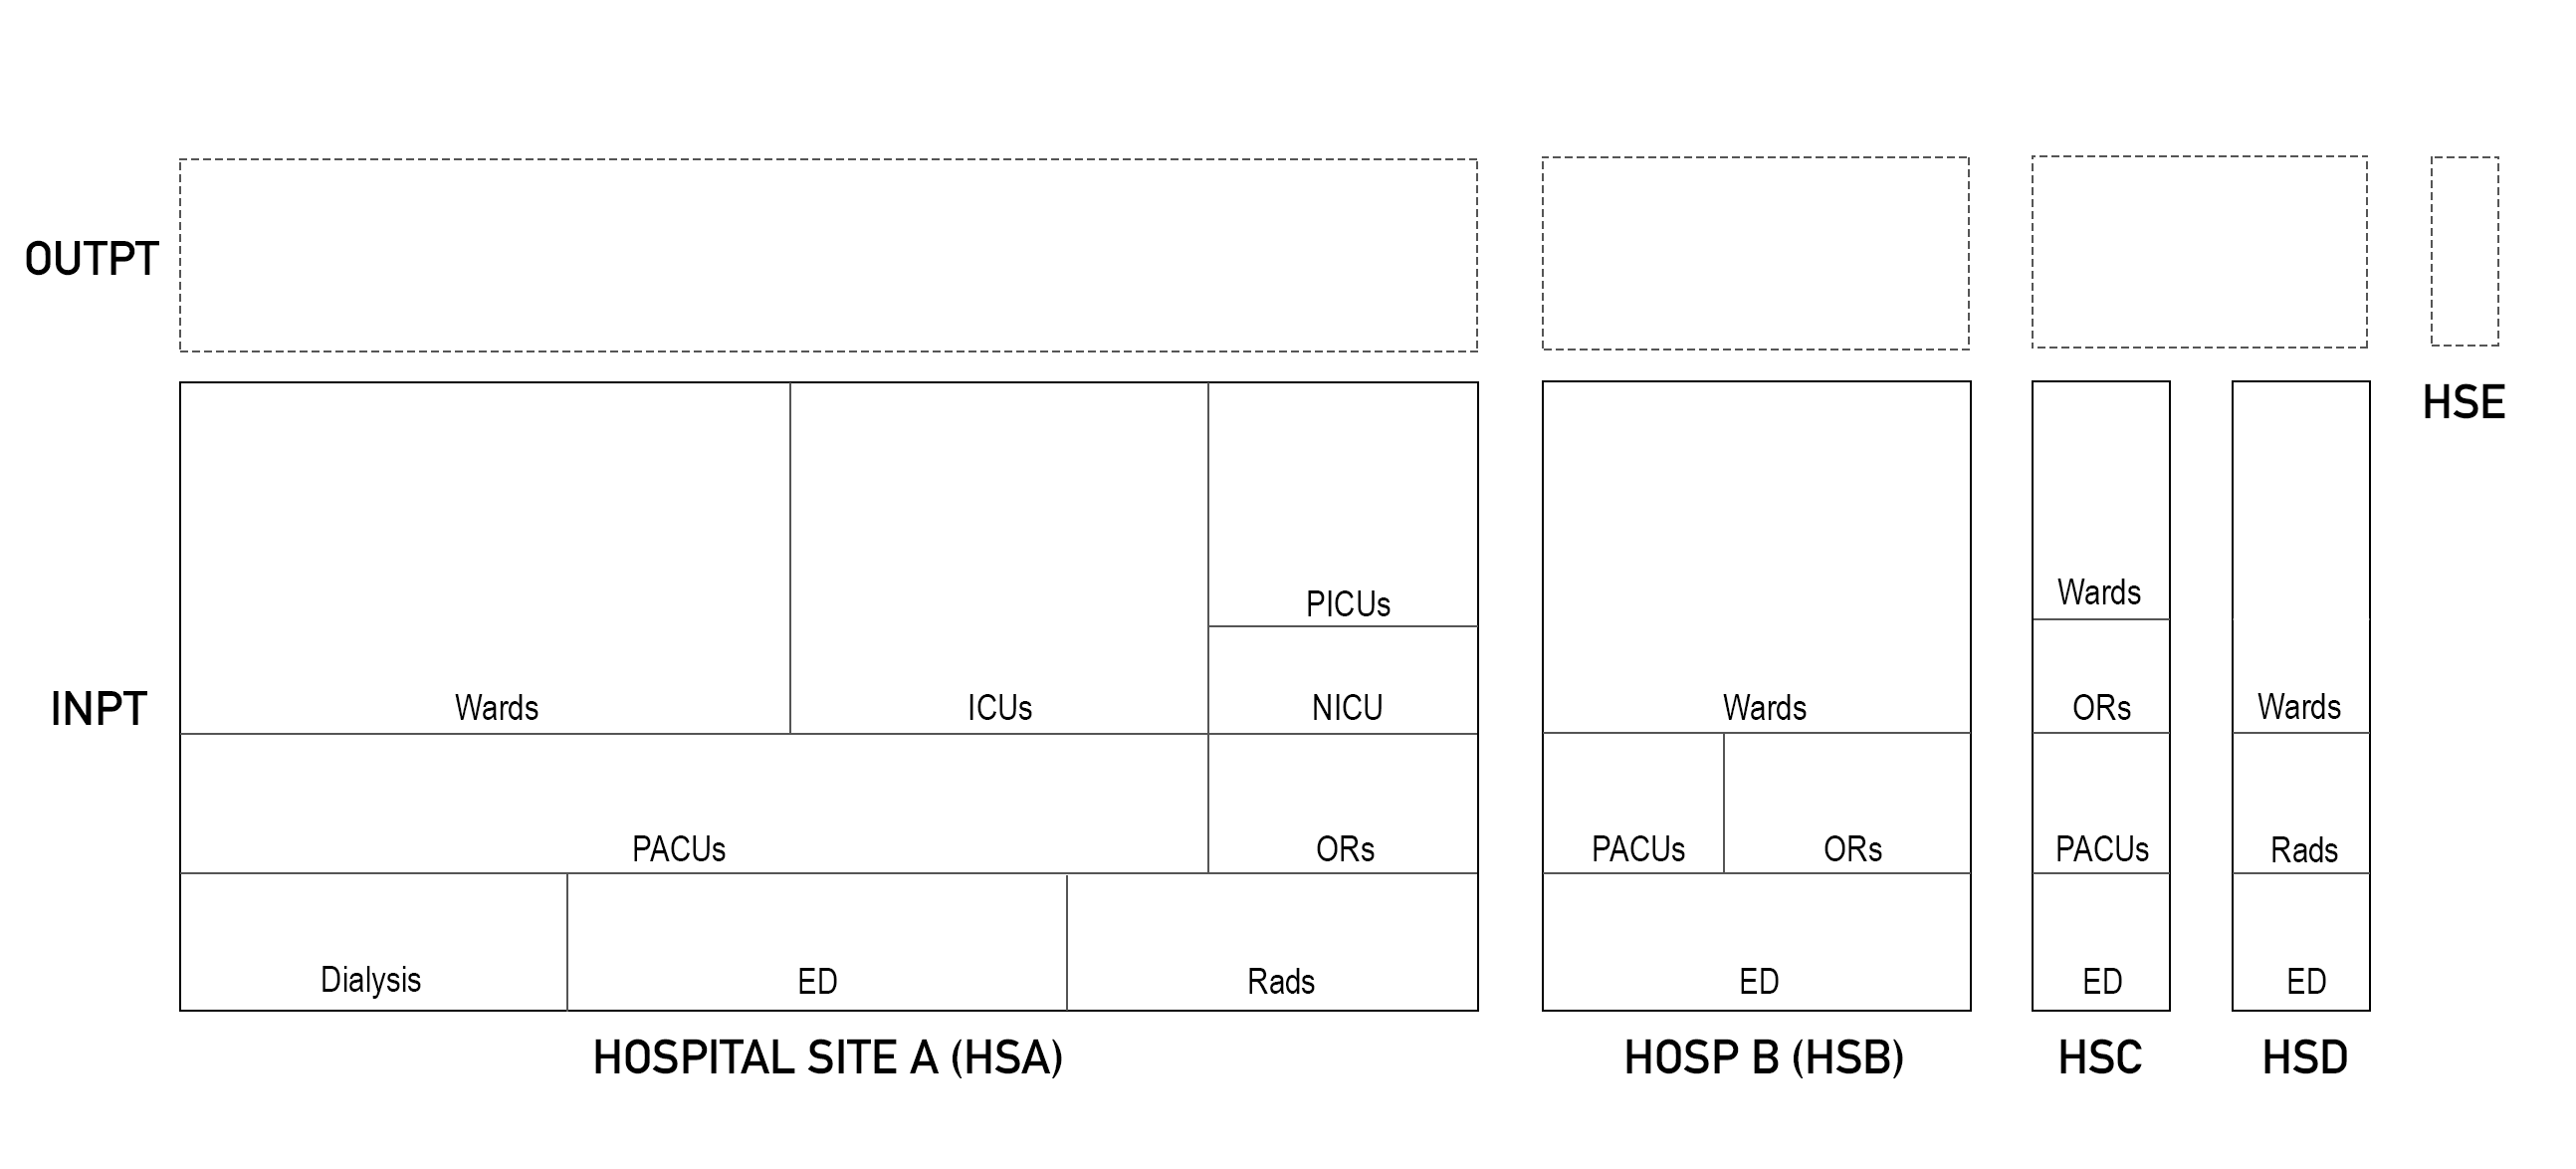 OUTPT
HSE
PICUs
Wards
Wards
ICUs
NICU
Wards
ORs
Wards
INPT
PACUs
ORs
PACUs
ORs
PACUs
Rads
Dialysis
ED
Rads
ED
ED
ED
HOSPITAL SITE A (HSA)
HOSP B (HSB)
HSC
HSD